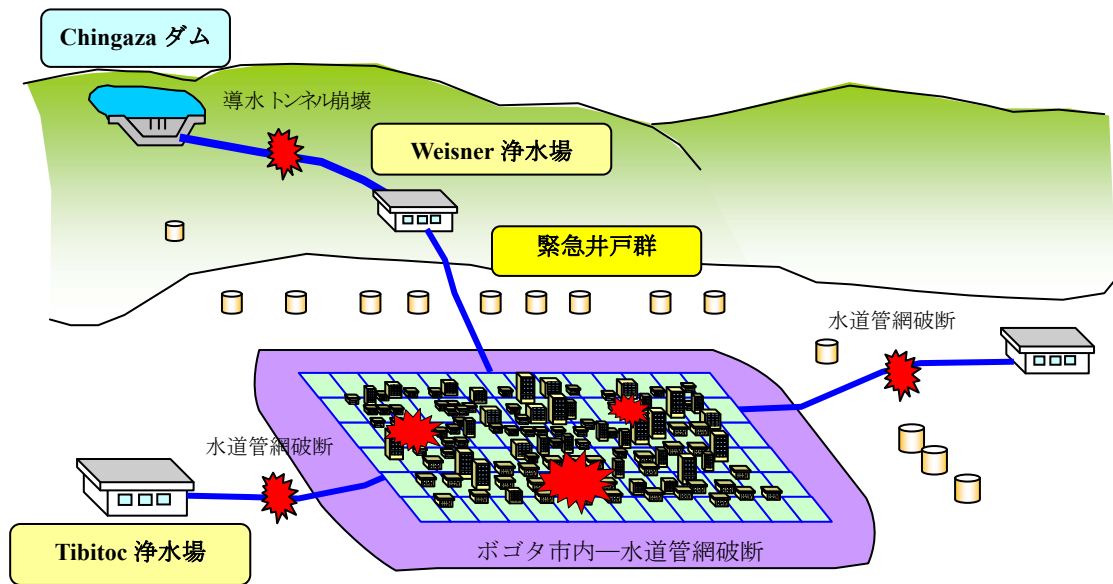 Chingaza ダム
導水トンネル崩壊
Weisner 浄水場
緊急井戸群
水道管網破断
水道管網破断
Tibitoc 浄水場
ボゴタ市内―水道管網破断